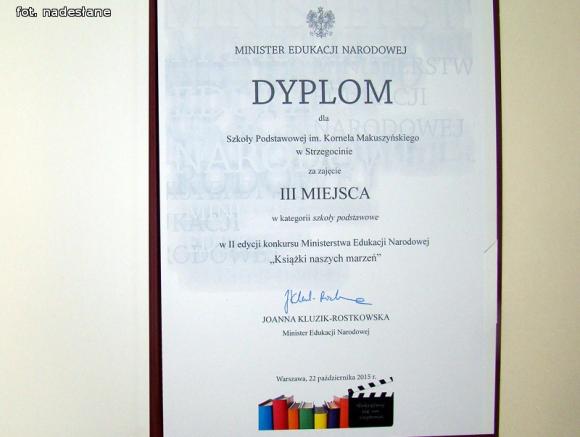 fot. nadesłane
MINISTER EDUKACJI NARODOWEJ
DYPLOM
dla
Szkoły Podstawowej im. Kornela Makuszyńskiego
w Strzegocinie
za zajęcie
III MIEJSCA
w kategorii szkoły podstawowe
w II edycji konkursu Ministerstwa Edukacji Narodowej
„Książki naszych marzeń”
JOANNA KLUZIK-ROSTKOWSKA
Minister Edukacji Narodowej
Warszawa, 22 października 2015 r.